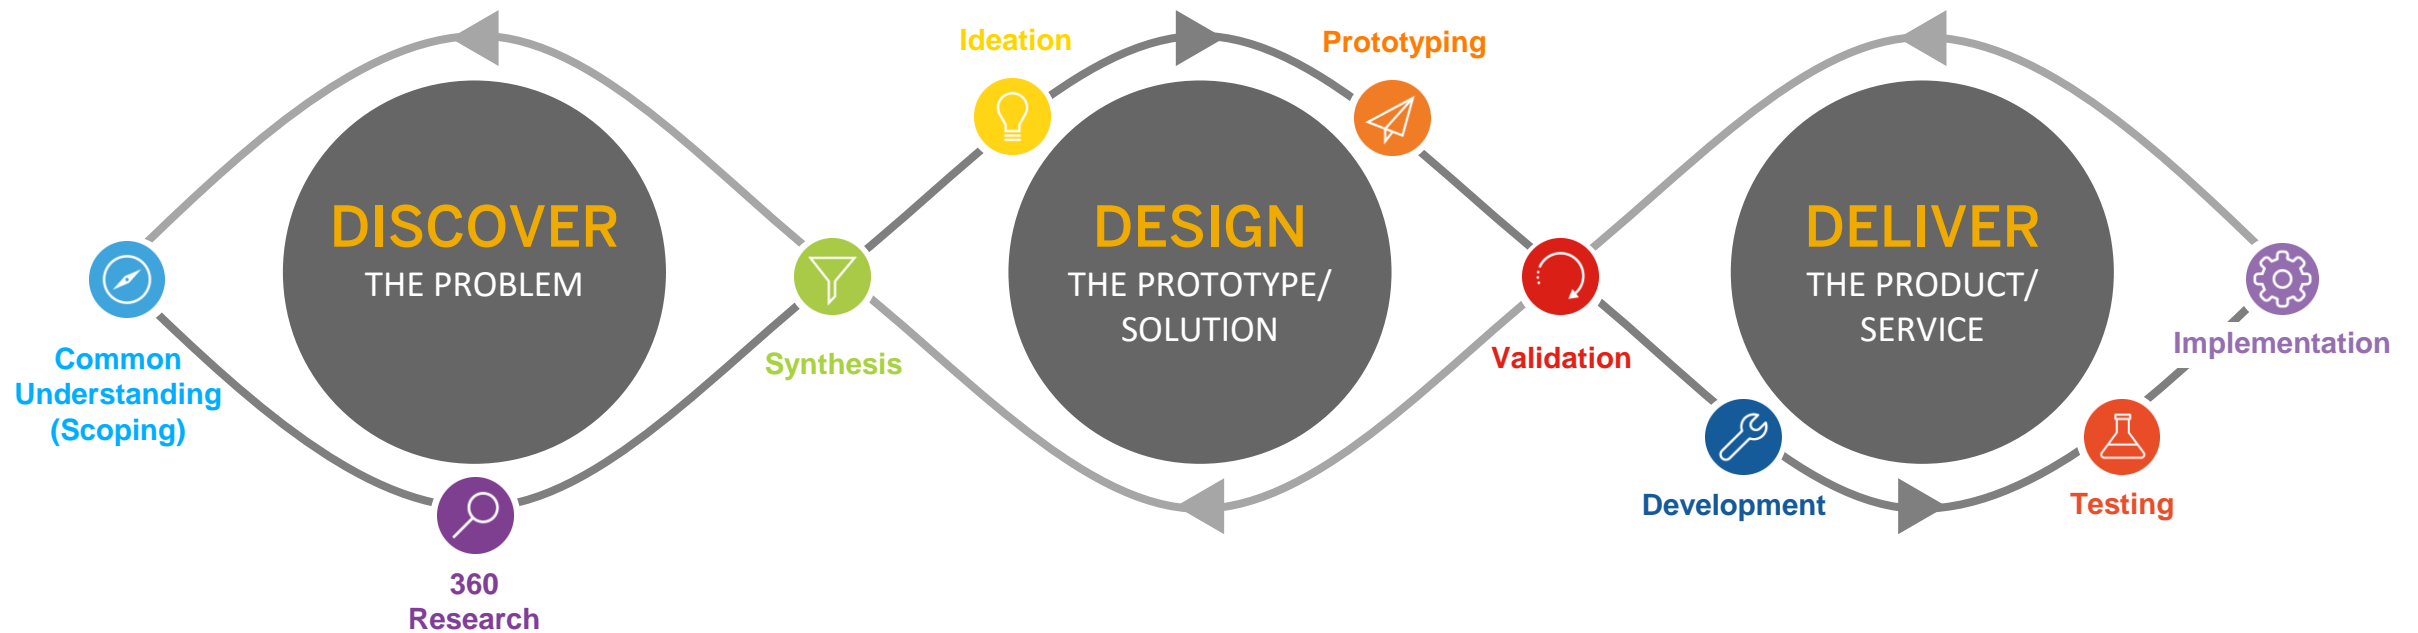 Common
Understanding
(Scoping)
DISCOVER
THE PROBLEM
360
Research
Synthesis
Ideation
DESIGN
THE PROTOTYPE/
SOLUTION
Prototyping
Validation
DELIVER
THE PRODUCT/
SERVICE
Development
Testing
Implementation